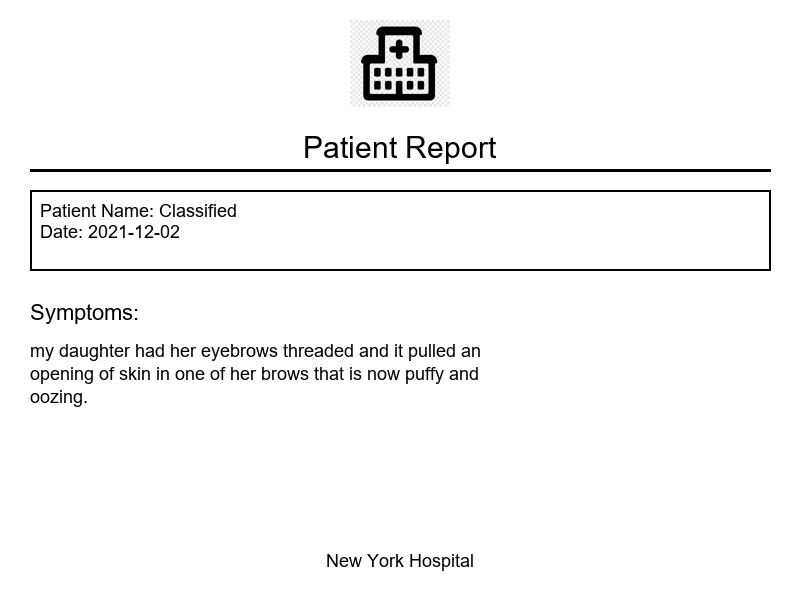 Patient Report
Patient Name: Classified
Date: 2021-12-02
Symptoms:
my daughter had her eyebrows threaded and it pulled an
opening of skin in one of her brows that is now puffy and
oozing.
New York Hospital